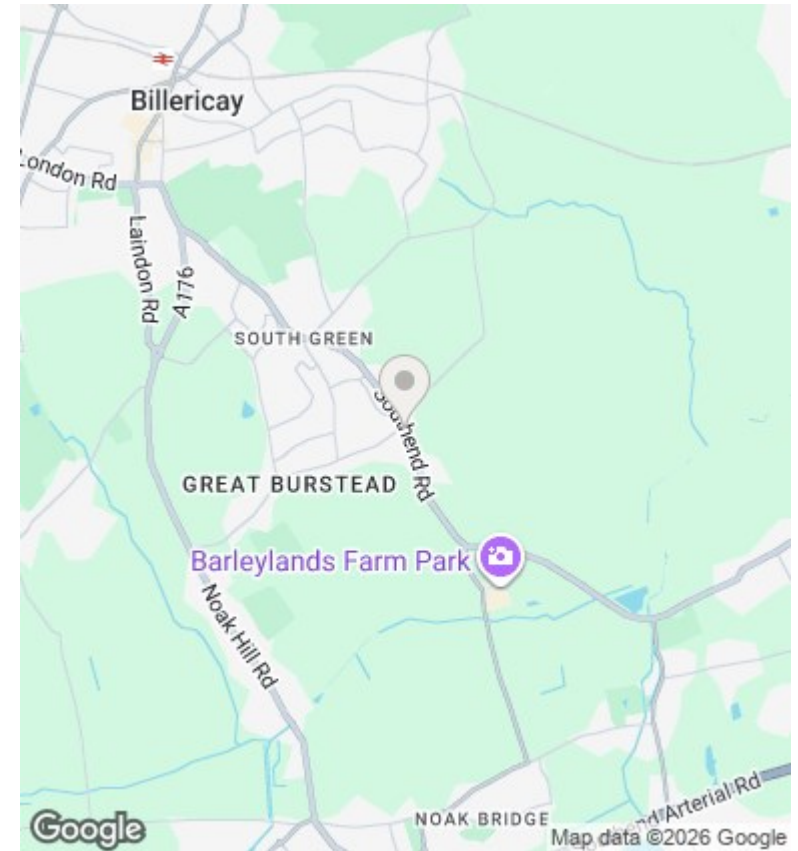 Billericay
London Rd
Laindon Rd
A176
SOUTH GREEN
Southend Rd
GREAT BURSTEAD
Barleylands Farm Park
Noak Hill Rd
NOAK BRIDGE
end Arterial Rd
Google
Map data ©2026 Google